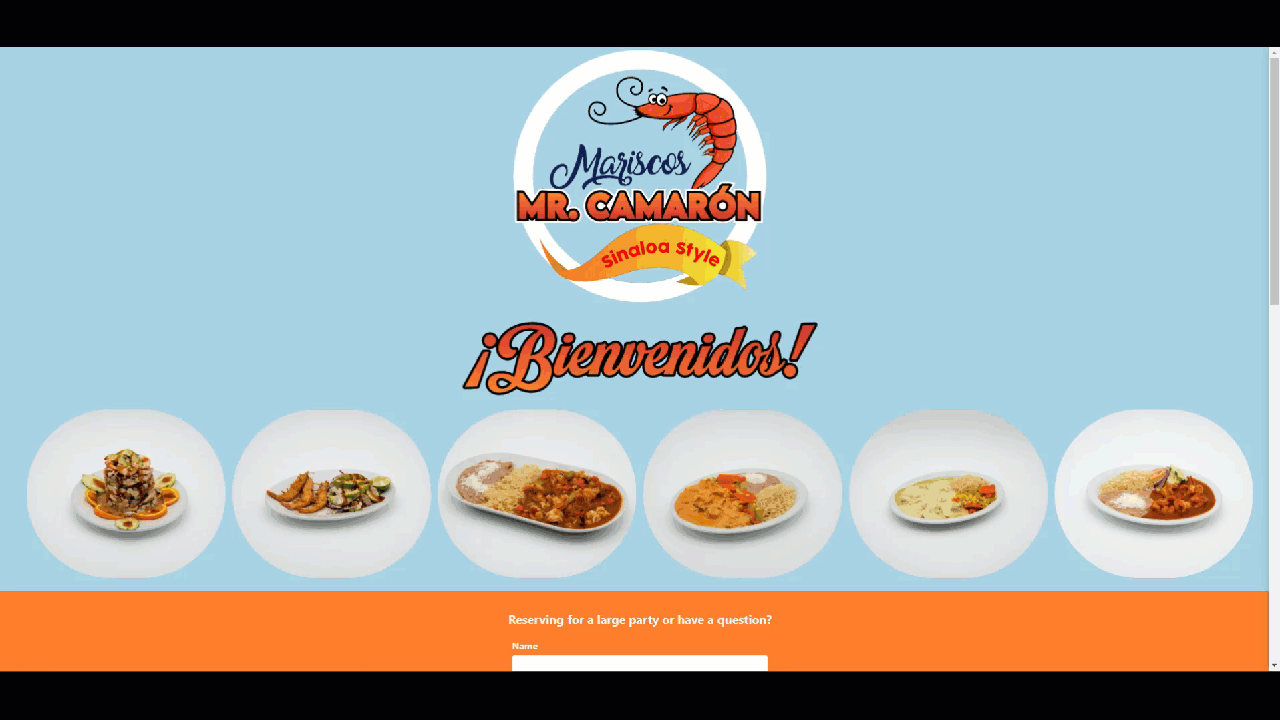 Mariscos
MR. CAMARÓN
Sinaloa Style
¡Bienvenidos!
Reserving for a large party or have a question?
Name